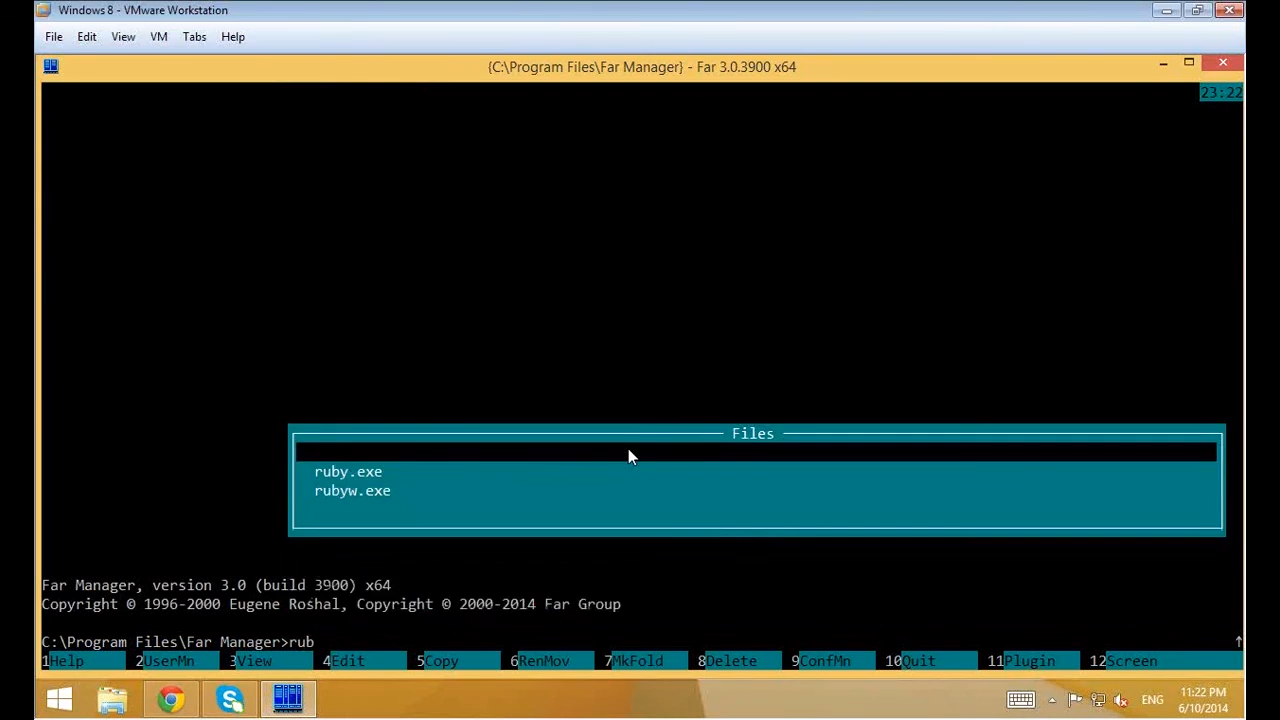 Windows 8 - VMware Workstation
File Edit View VM Tabs Help
{C:\Program Files\Far Manager} - Far 3.0.3900 x64
23:22
Files
ruby.exe
rubyw.exe
Far Manager, version 3.0 (build 3900) x64
Copyright © 1996-2000 Eugene Roshal, Copyright © 2000-2014 Far Group
C:\Program Files\Far Manager>rub
1Help 2UserMn 3View 4Edit 5Copy 6RenMov 7MkFold 8Delete 9ConfMn 10Quit 11Plugin 12Screen
ENG
11:22 PM
6/10/2014